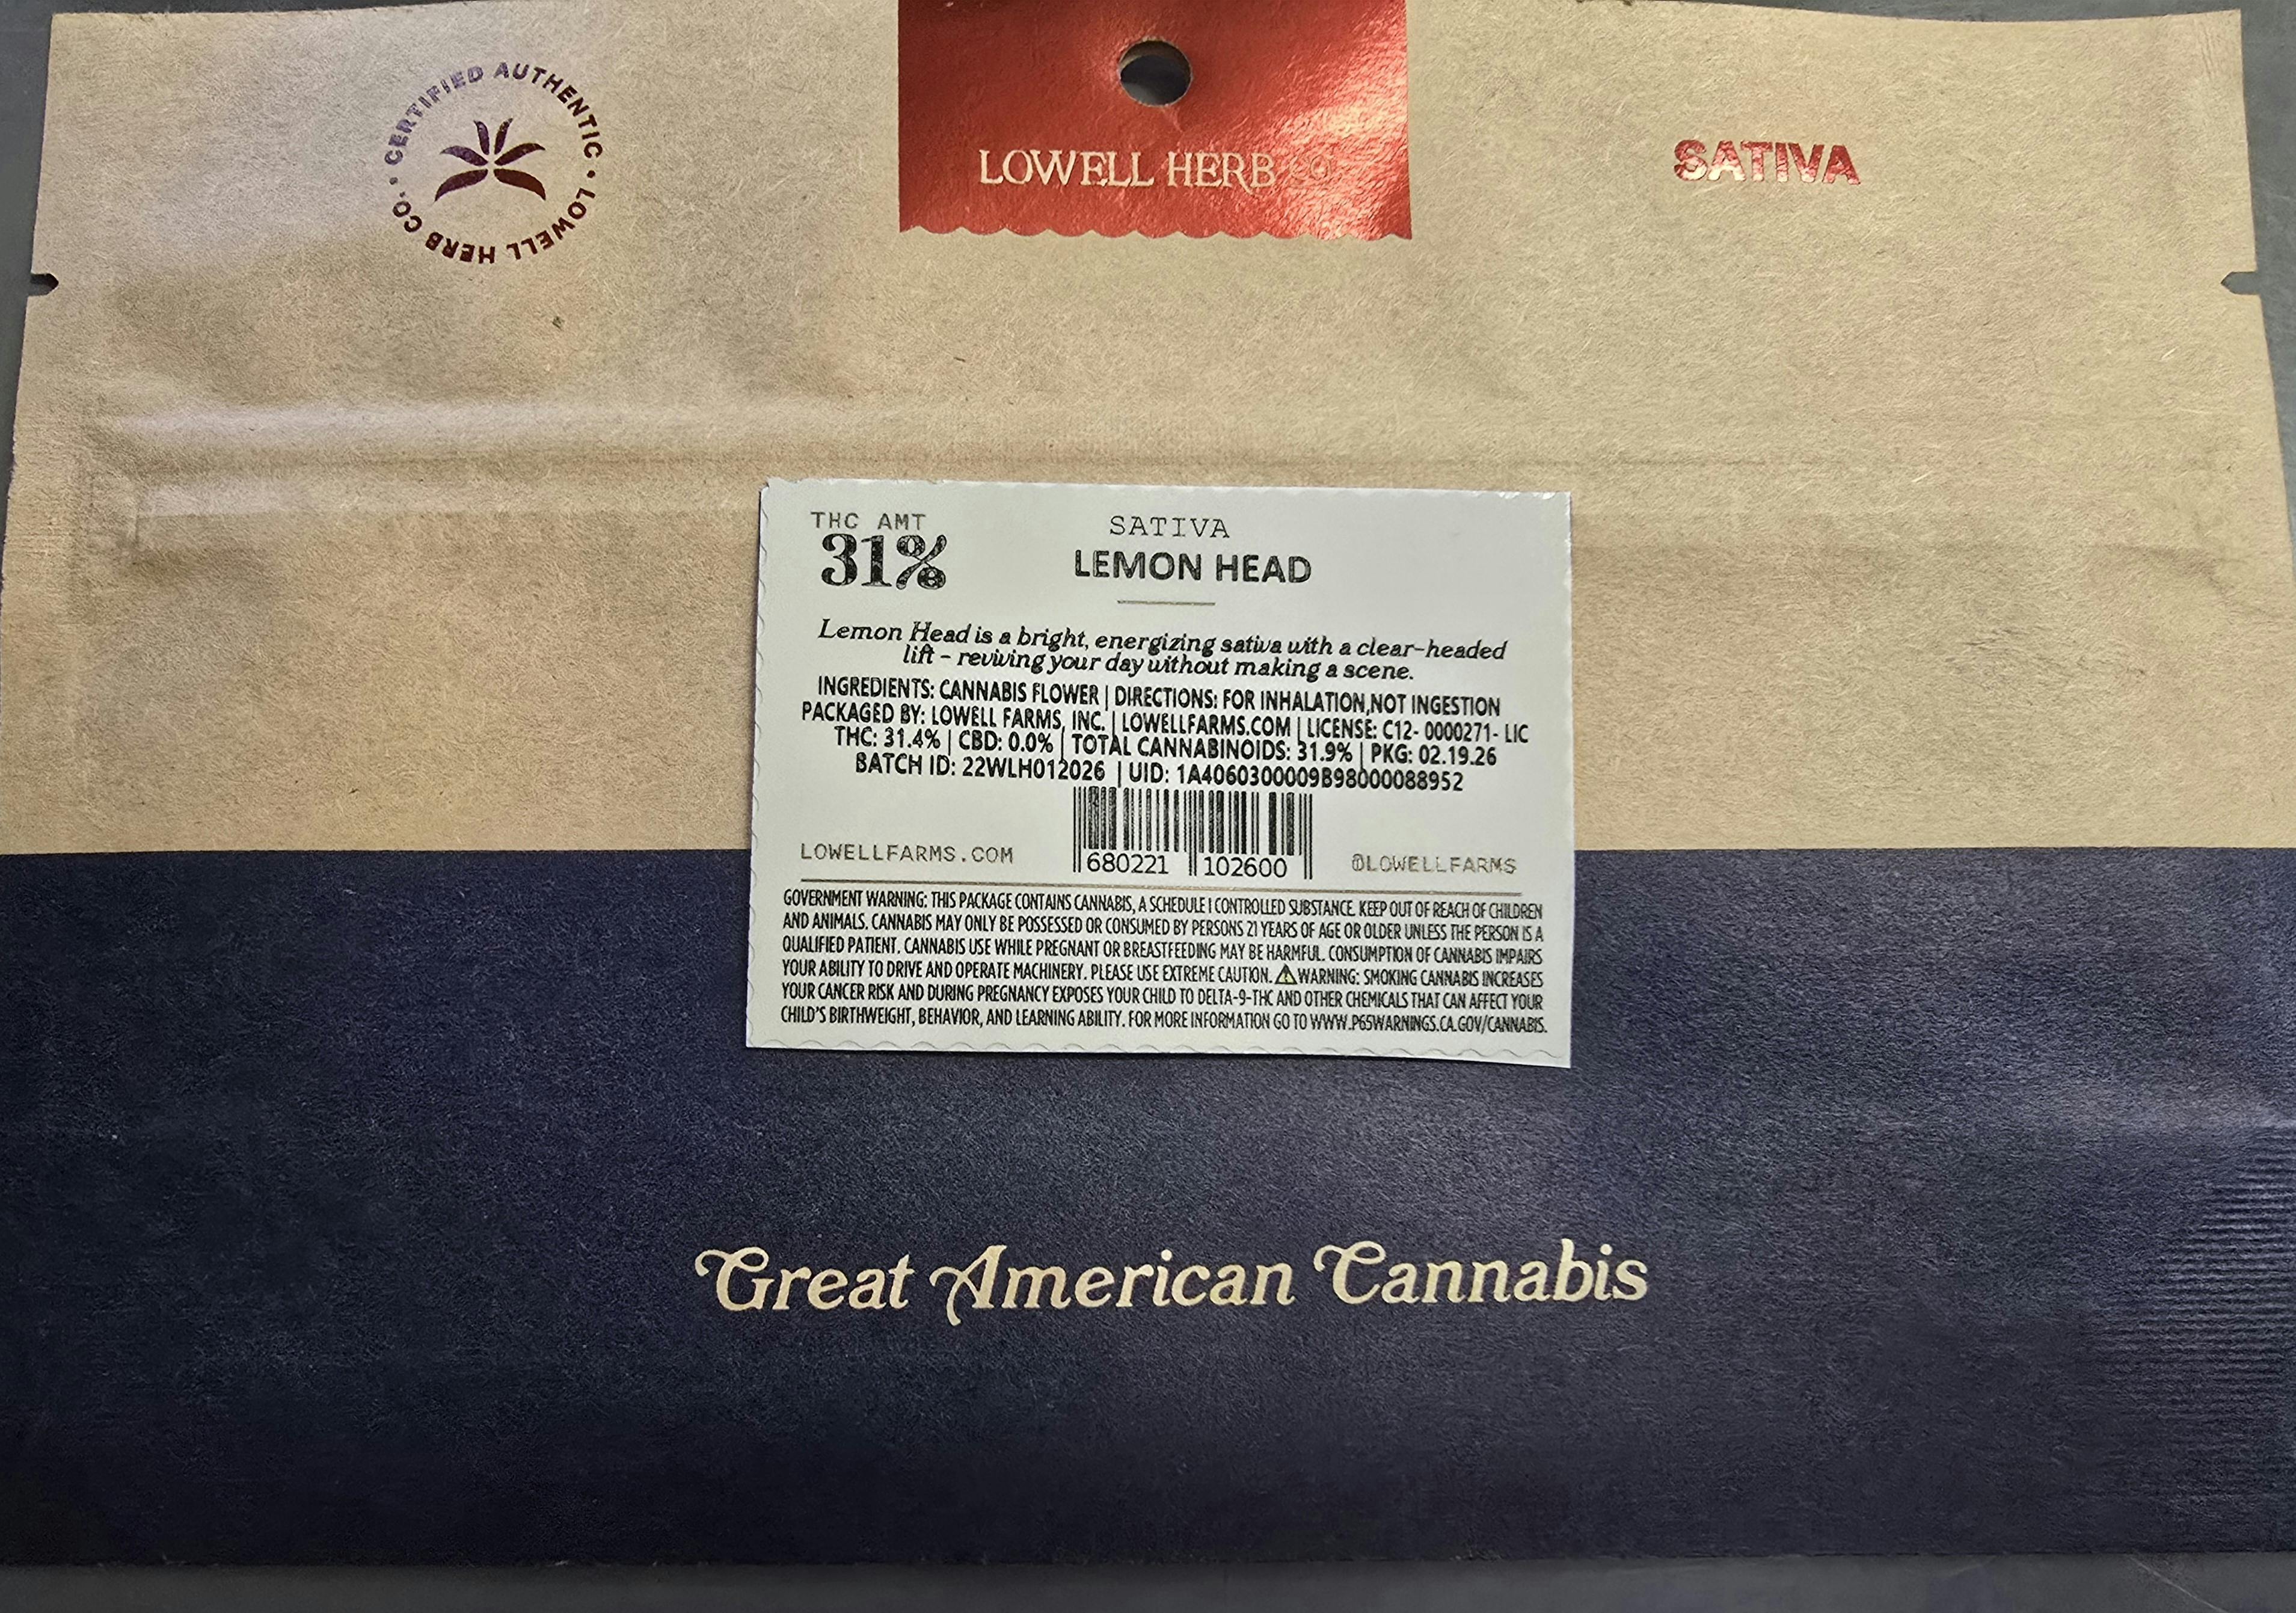 CERTIFIED AUTHENTIC • LOWELL HERB CO. •
LOWELL HERB CO.
SATIVA
THC AMT
31%
SATIVA
LEMON HEAD
Lemon Head is a bright, energizing sativa with a clear-headed
lift - reviving your day without making a scene.
INGREDIENTS: CANNABIS FLOWER | DIRECTIONS: FOR INHALATION,NOT INGESTION
PACKAGED BY: LOWELL FARMS, INC. | LOWELLFARMS.COM | LICENSE: C12- 0000271- LIC
THC: 31.4% | CBD: 0.0% | TOTAL CANNABINOIDS: 31.9% | PKG: 02.19.26
BATCH ID: 22WLH012026 | UID: 1A4060300009B98000088952
680221 102600
LOWELLFARMS.COM
@LOWELLFARMS
GOVERNMENT WARNING: THIS PACKAGE CONTAINS CANNABIS, A SCHEDULE I CONTROLLED SUBSTANCE. KEEP OUT OF REACH OF CHILDREN
AND ANIMALS. CANNABIS MAY ONLY BE POSSESSED OR CONSUMED BY PERSONS 21 YEARS OF AGE OR OLDER UNLESS THE PERSON IS A
QUALIFIED PATIENT. CANNABIS USE WHILE PREGNANT OR BREASTFEEDING MAY BE HARMFUL. CONSUMPTION OF CANNABIS IMPAIRS
YOUR ABILITY TO DRIVE AND OPERATE MACHINERY. PLEASE USE EXTREME CAUTION. ⚠WARNING: SMOKING CANNABIS INCREASES
YOUR CANCER RISK AND DURING PREGNANCY EXPOSES YOUR CHILD TO DELTA-9-THC AND OTHER CHEMICALS THAT CAN AFFECT YOUR
CHILD'S BIRTHWEIGHT, BEHAVIOR, AND LEARNING ABILITY. FOR MORE INFORMATION GO TO WWW.P65WARNINGS.CA.GOV/CANNABIS.
Great American Cannabis